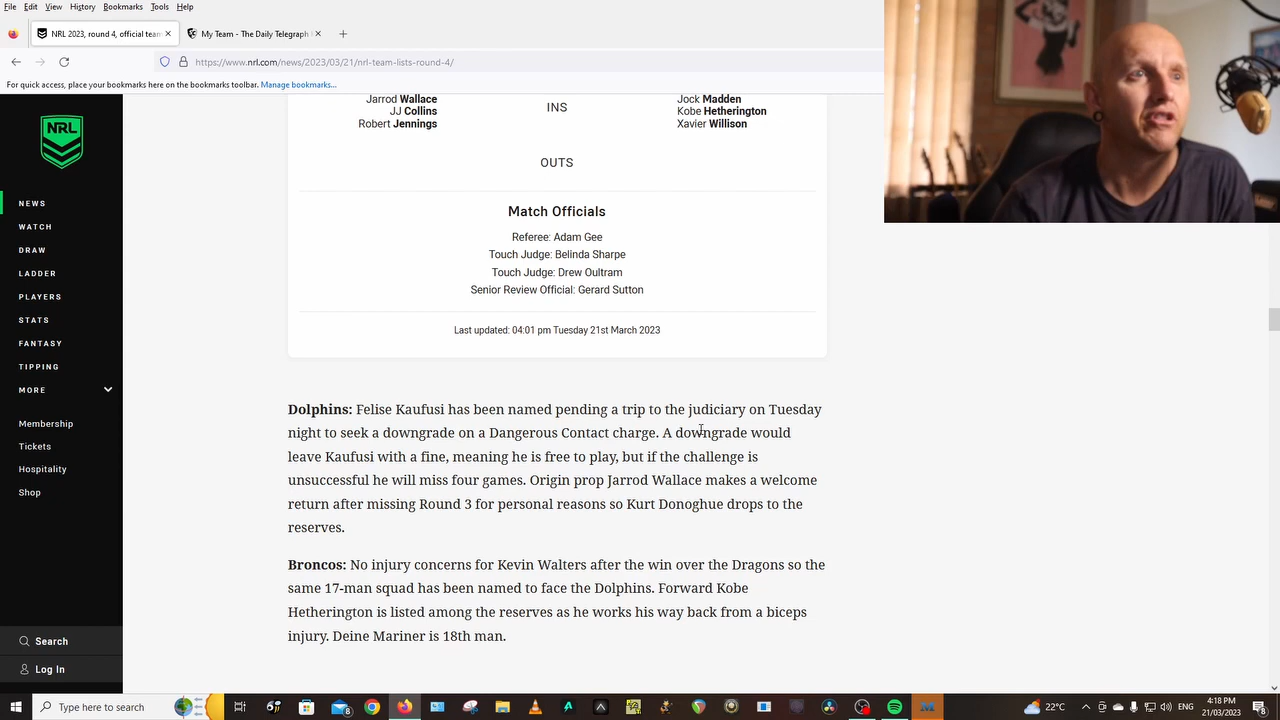 File Edit View History Bookmarks Tools Help
NRL 2023, round 4, official team
My Team - The Daily Telegraph
https://www.nrl.com/news/2023/03/21/nrl-team-lists-round-4/
For quick access, place your bookmarks here on the bookmarks toolbar. Manage bookmarks...
NRL
NEWS
WATCH
DRAW
LADDER
PLAYERS
STATS
FANTASY
TIPPING
MORE
Membership
Tickets
Hospitality
Shop
Search
Log In
Jarrod Wallace
JJ Collins
Robert Jennings
INS
Jock Madden
Kobe Hetherington
Xavier Willison
OUTS
Match Officials
Referee: Adam Gee
Touch Judge: Belinda Sharpe
Touch Judge: Drew Oultram
Senior Review Official: Gerard Sutton
Last updated: 04:01 pm Tuesday 21st March 2023
Dolphins: Felise Kaufusi has been named pending a trip to the judiciary on Tuesday
night to seek a downgrade on a Dangerous Contact charge. A downgrade would
leave Kaufusi with a fine, meaning he is free to play, but if the challenge is
unsuccessful he will miss four games. Origin prop Jarrod Wallace makes a welcome
return after missing Round 3 for personal reasons so Kurt Donoghue drops to the
reserves.
Broncos: No injury concerns for Kevin Walters after the win over the Dragons so the
same 17-man squad has been named to face the Dolphins. Forward Kobe
Hetherington is listed among the reserves as he works his way back from a biceps
injury. Deine Mariner is 18th man.
Type here to search
22°C
ENG
4:18 PM
21/03/2023